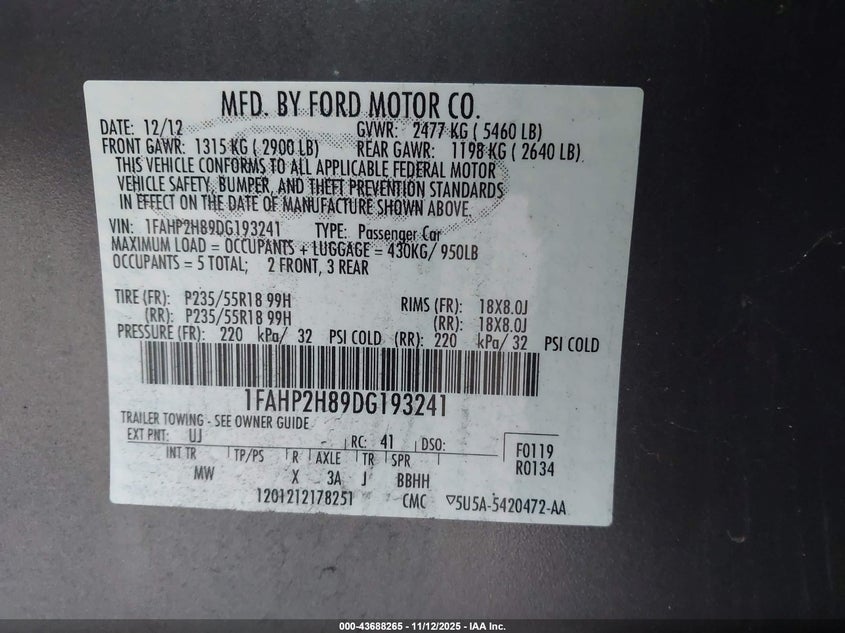 MFD. BY FORD MOTOR CO.
DATE: 12/12 GVWR: 2477 KG ( 5460 LB)
FRONT GAWR: 1315 KG ( 2900 LB) REAR GAWR: 1198 KG ( 2640 LB)
THIS VEHICLE CONFORMS TO ALL APPLICABLE FEDERAL MOTOR
VEHICLE SAFETY, BUMPER, AND THEFT PREVENTION STANDARDS
IN EFFECT ON THE DATE OF MANUFACTURE SHOWN ABOVE.
VIN: 1FAHP2H89DG193241 TYPE: Passenger Car
MAXIMUM LOAD = OCCUPANTS + LUGGAGE = 430KG/ 950LB
OCCUPANTS = 5 TOTAL; 2 FRONT, 3 REAR
TIRE (FR): P235/55R18 99H RIMS (FR): 18X8.0J
(RR): P235/55R18 99H (RR): 18X8.0J
PRESSURE (FR): 220 kPa/ 32 PSI COLD (RR): 220 kPa/ 32 PSI COLD
1FAHP2H89DG193241
TRAILER TOWING - SEE OWNER GUIDE
EXT PNT: UJ RC: 41 DSO: F0119
INT TR TP/PS R AXLE TR SPR R0134
MW X 3A J BBHH
1201212178251 CMC ▽5U5A-5420472-AA
000-43688265 - 11/12/2025 - IAA Inc.